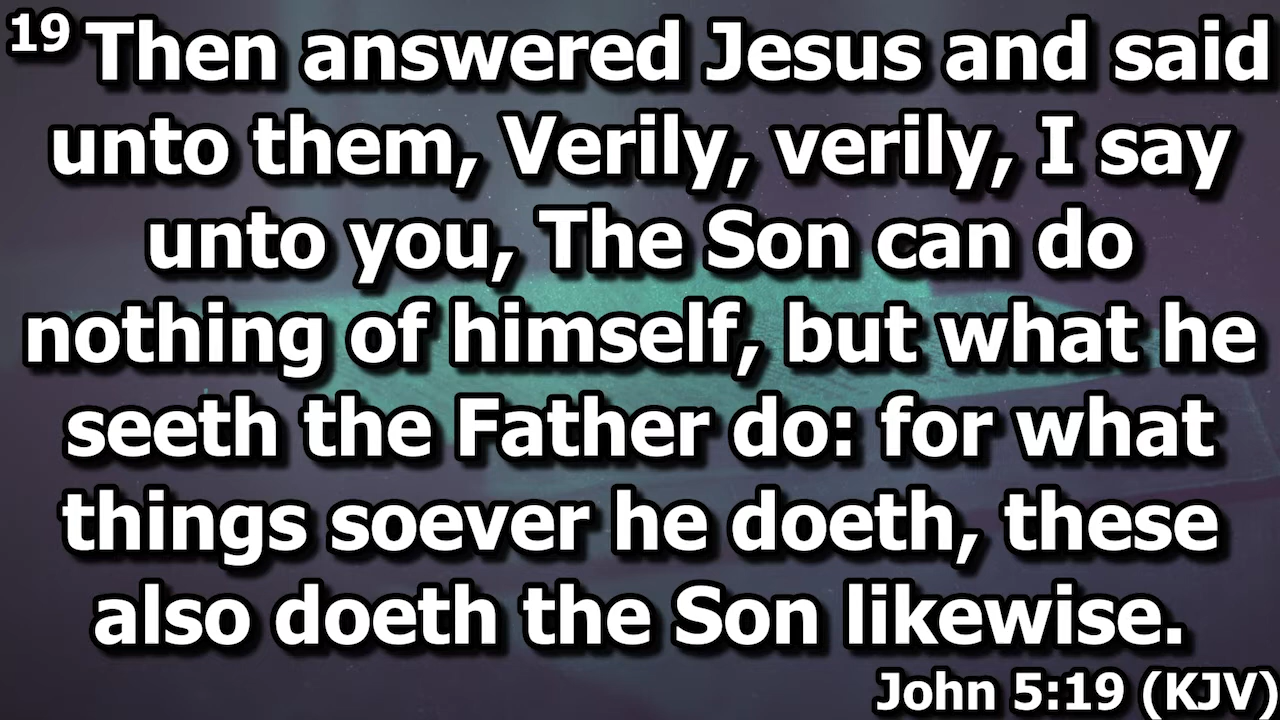 19 Then answered Jesus and said
unto them, Verily, verily, I say
unto you, The Son can do
nothing of himself, but what he
seeth the Father do: for what
things soever he doeth, these
also doeth the Son likewise.
John 5:19 (KJV)